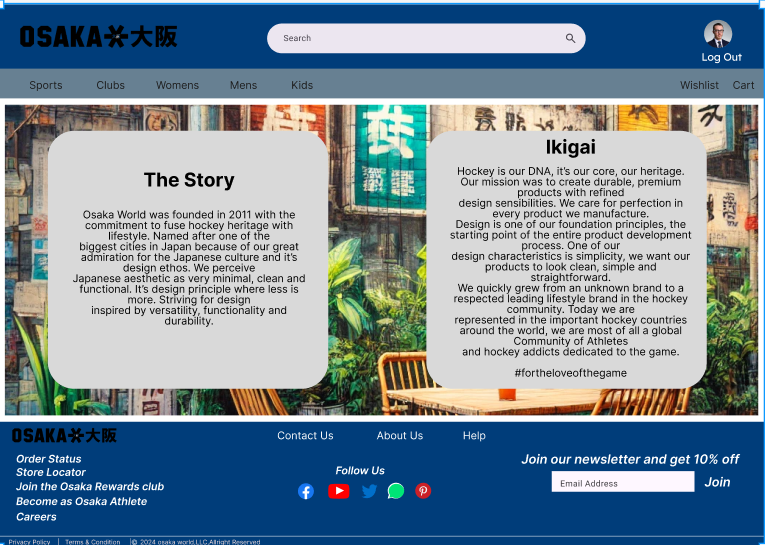 OSAKA大阪
Search
Log Out
Sports Clubs Womens Mens Kids Wishlist Cart
The Story
Osaka World was founded in 2011 with the
commitment to fuse hockey heritage with
lifestyle. Named after one of the
biggest cities in Japan because of our great
admiration for the Japanese culture and it's
design ethos. We perceive
Japanese aesthetic as very minimal, clean and
functional. It's design principle where less is
more. Striving for design
inspired by versatility, functionality and
durability.
Ikigai
Hockey is our DNA, it's our core, our heritage.
Our mission was to create durable, premium
products with refined
design sensibilities. We care for perfection in
every product we manufacture.
Design is one of our foundation principles, the
starting point of the entire product development
process. One of our
design characteristics is simplicity, we want our
products to look clean, simple and
straightforward.
We quickly grew from an unknown brand to a
respected leading lifestyle brand in the hockey
community. Today we are
represented in the important hockey countries
around the world, we are most of all a global
Community of Athletes
and hockey addicts dedicated to the game.
#fortheloveofthegame
OSAKA大阪
Contact Us About Us Help
Order Status
Store Locator
Join the Osaka Rewards club
Become as Osaka Athlete
Careers
Follow Us
Join our newsletter and get 10% off
Email Address Join
Privacy Policy | Terms & Condition |© 2024 osaka world,LLC.Allright Reserved